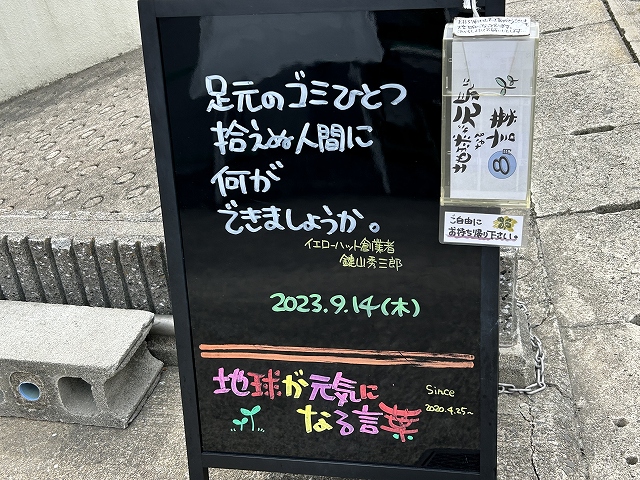 足元のゴミひとつ
拾えぬ人間に
何が
できましょうか。
イエローハット創業者
鍵山秀三郎
2023.9.14(木)
地球が元気に
なる言葉
Since
2020.4.25~
ご自由に
お持ち帰り下さい。